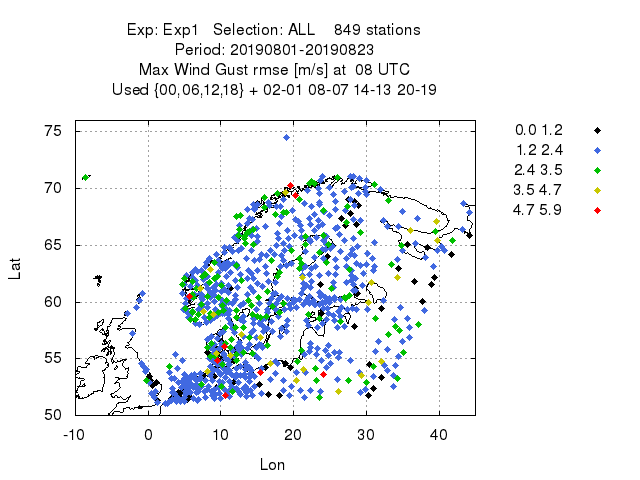 Exp: Exp1 Selection: ALL 849 stations
Period: 20190801-20190823
Max Wind Gust rmse [m/s] at 08 UTC
Used {00,06,12,18} + 02-01 08-07 14-13 20-19
75
70
65
60
55
50
Lat
-10 0 10 20 30 40
Lon
0.0 1.2
1.2 2.4
2.4 3.5
3.5 4.7
4.7 5.9